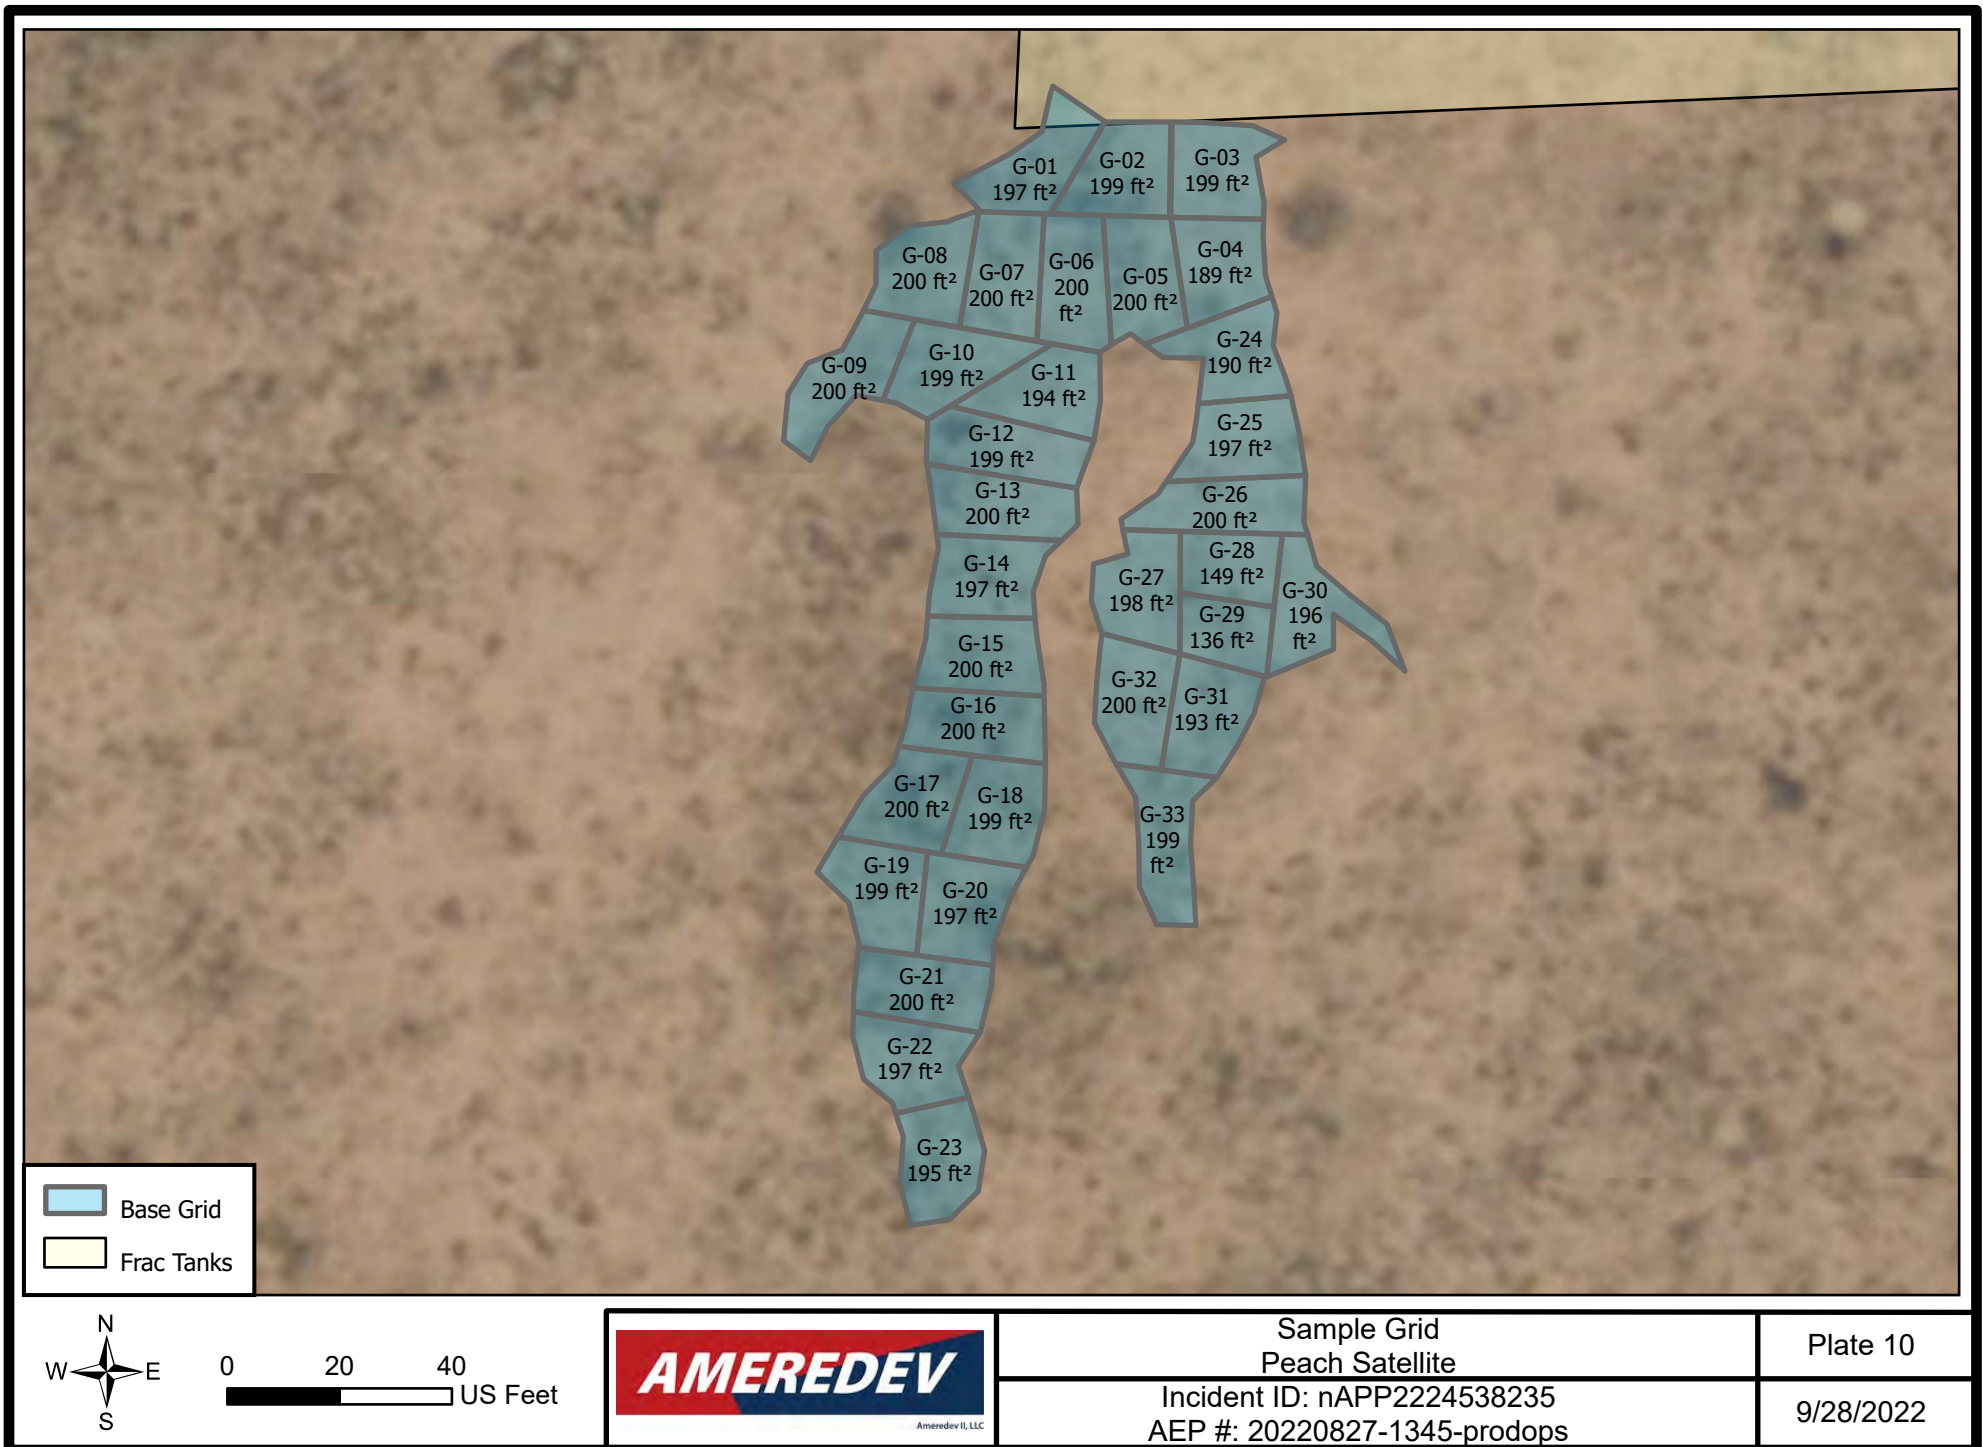 G-01
197 ft²
G-02
199 ft²
G-03
199 ft²
G-04
189 ft²
G-05
200 ft²
G-06
200
ft²
G-07
200 ft²
G-08
200 ft²
G-09
200 ft²
G-10
199 ft²
G-11
194 ft²
G-12
199 ft²
G-13
200 ft²
G-14
197 ft²
G-15
200 ft²
G-16
200 ft²
G-17
200 ft²
G-18
199 ft²
G-19
199 ft²
G-20
197 ft²
G-21
200 ft²
G-22
197 ft²
G-23
195 ft²
G-24
190 ft²
G-25
197 ft²
G-26
200 ft²
G-27
198 ft²
G-28
149 ft²
G-29
136 ft²
G-30
196
ft²
G-31
193 ft²
G-32
200 ft²
G-33
199
ft²
Base Grid
Frac Tanks
N
W E
S
0 20 40
US Feet
AMEREDEV
Ameredev II, LLC
Sample Grid
Peach Satellite
Incident ID: nAPP2224538235
AEP #: 20220827-1345-prodops
Plate 10
9/28/2022